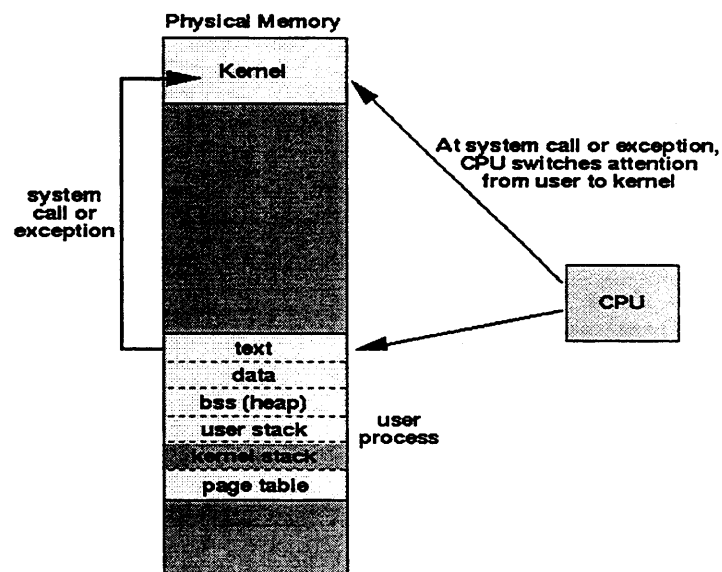 Physical Memory
Kernel
At system call or exception,
CPU switches attention
from user to kernel
system
call or
exception
CPU
text
data
bss (heap)
user stack
user
process
kernel stack
page table